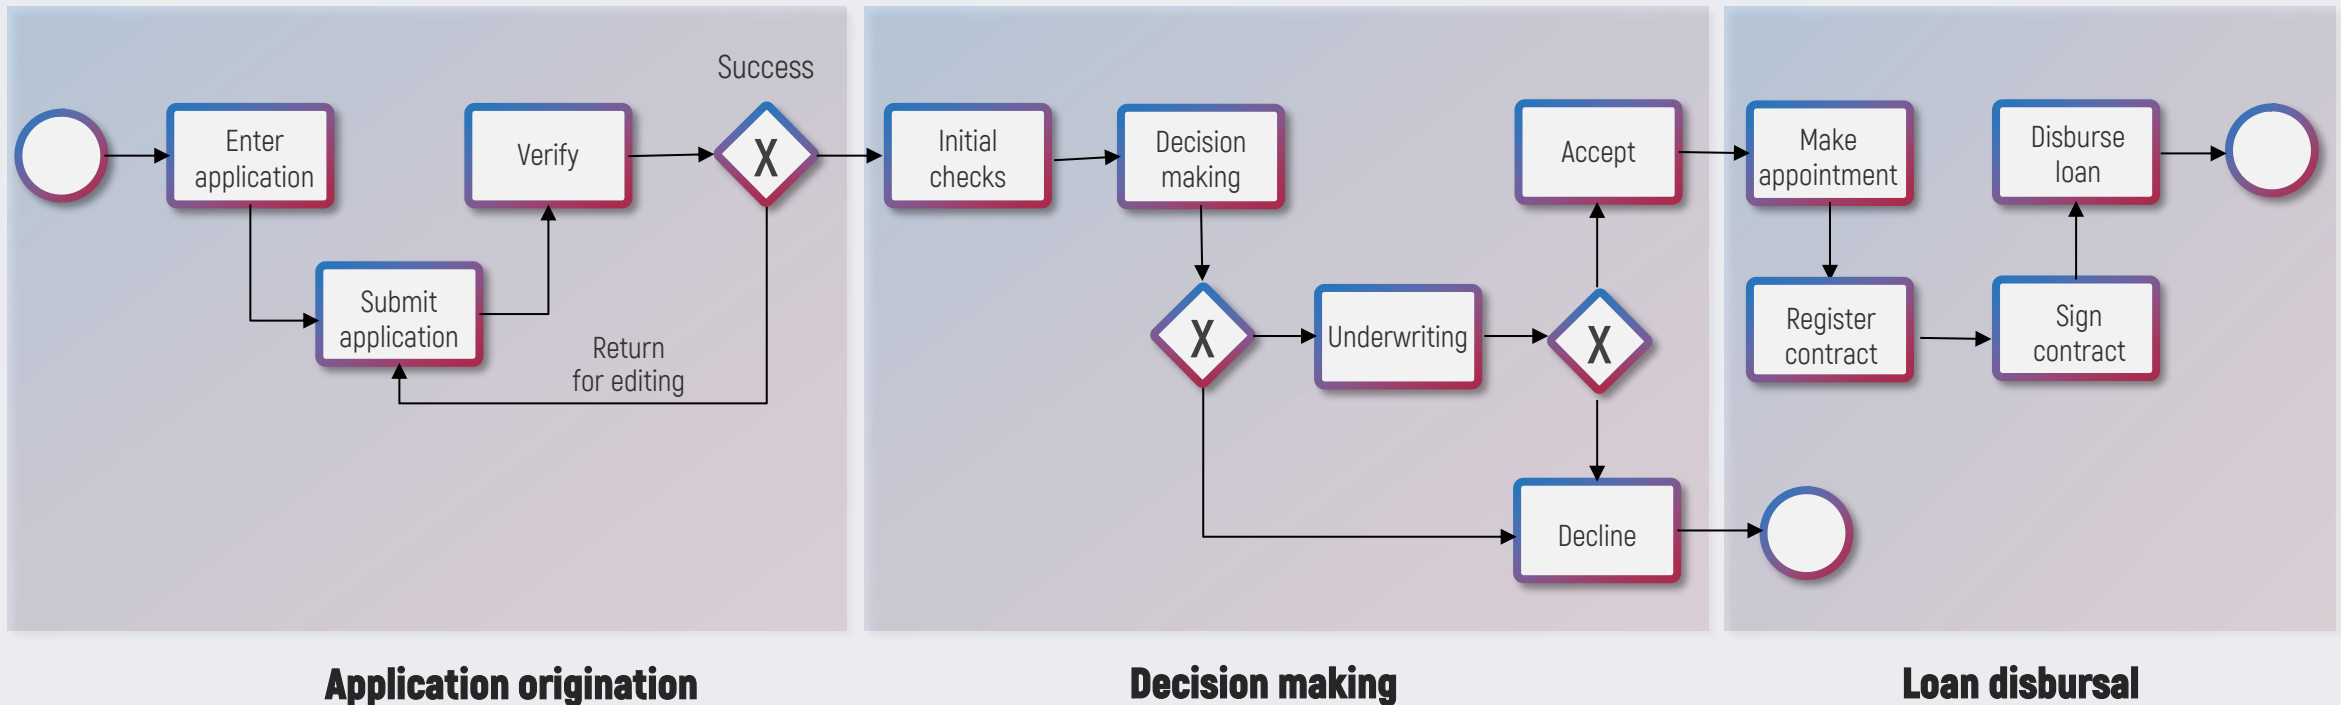 Success
Enter
application
Verify
X
Submit
application
Return
for editing
Initial
checks
Decision
making
Accept
X
Underwriting
X
Decline
Make
appointment
Disburse
loan
Register
contract
Sign
contract
Application origination
Decision making
Loan disbursal